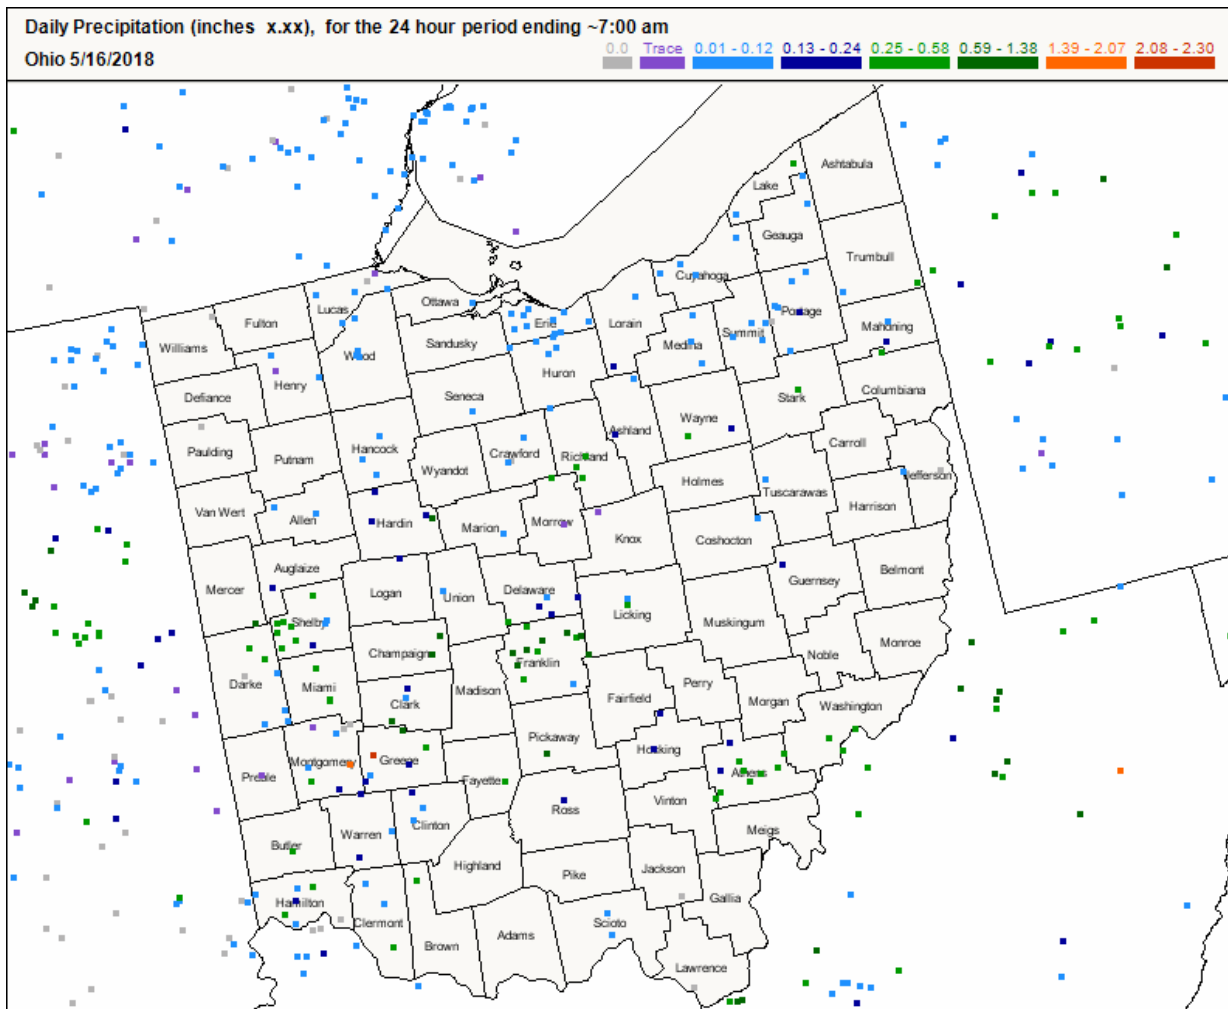 Daily Precipitation (inches x.xx), for the 24 hour period ending ~7:00 am
Ohio 5/16/2018
0.0 Trace 0.01 - 0.12 0.13 - 0.24 0.25 - 0.58 0.59 - 1.38 1.39 - 2.07 2.08 - 2.30
Ashtabula
Lake
Geauga
Trumbull
Cuyahoga
Ottawa
Lucas
Fulton
Erie
Lorain
Portage
Mahoning
Summit
Medina
Sandusky
Williams
Wood
Huron
Henry
Columbiana
Defiance
Seneca
Stark
Wayne
Ashland
Carroll
Paulding
Hancock
Crawford
Richland
Putnam
Wyandot
Jefferson
Holmes
Tuscarawas
Harrison
Van Wert
Allen
Hardin
Marion
Morrow
Knox
Coshocton
Auglaize
Belmont
Guernsey
Mercer
Logan
Union
Delaware
Licking
Shelby
Muskingum
Monroe
Champaign
Franklin
Noble
Darke
Miami
Madison
Perry
Fairfield
Clark
Morgan
Washington
Pickaway
Hocking
Montgomery
Greene
Athens
Preble
Fayette
Vinton
Ross
Clinton
Warren
Meigs
Butler
Highland
Jackson
Pike
Gallia
Hamilton
Clermont
Scioto
Adams
Brown
Lawrence